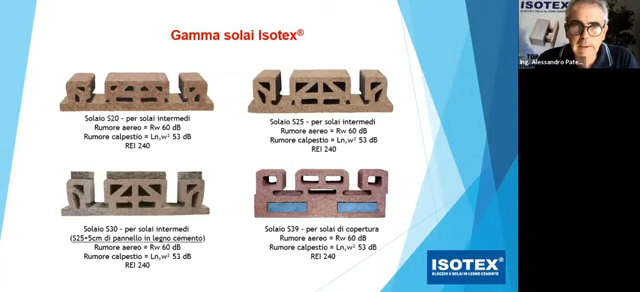 Gamma solai Isotex®
Solaio S20 - per solai intermedi
Rumore aereo = Rw 60 dB
Rumore calpestio = Ln,w² 53 dB
REI 240
Solaio S25 - per solai intermedi
Rumore aereo = Rw 60 dB
Rumore calpestio = Ln,w² 53 dB
REI 240
Solaio S30 - per solai intermedi
(S25+5cm di pannello in legno cemento)
Rumore aereo = Rw 60 dB
Rumore calpestio = Ln,w² 53 dB
REI 240
Solaio S39 - per solai di copertura
Rumore aereo = Rw 60 dB
Rumore calpestio = Ln,w² 53 dB
REI 240
ISOTEX®
BLOCCHI E SOLAI IN LEGNO CEMENTO
ISOTEX
Ing. Alessandro Pate...